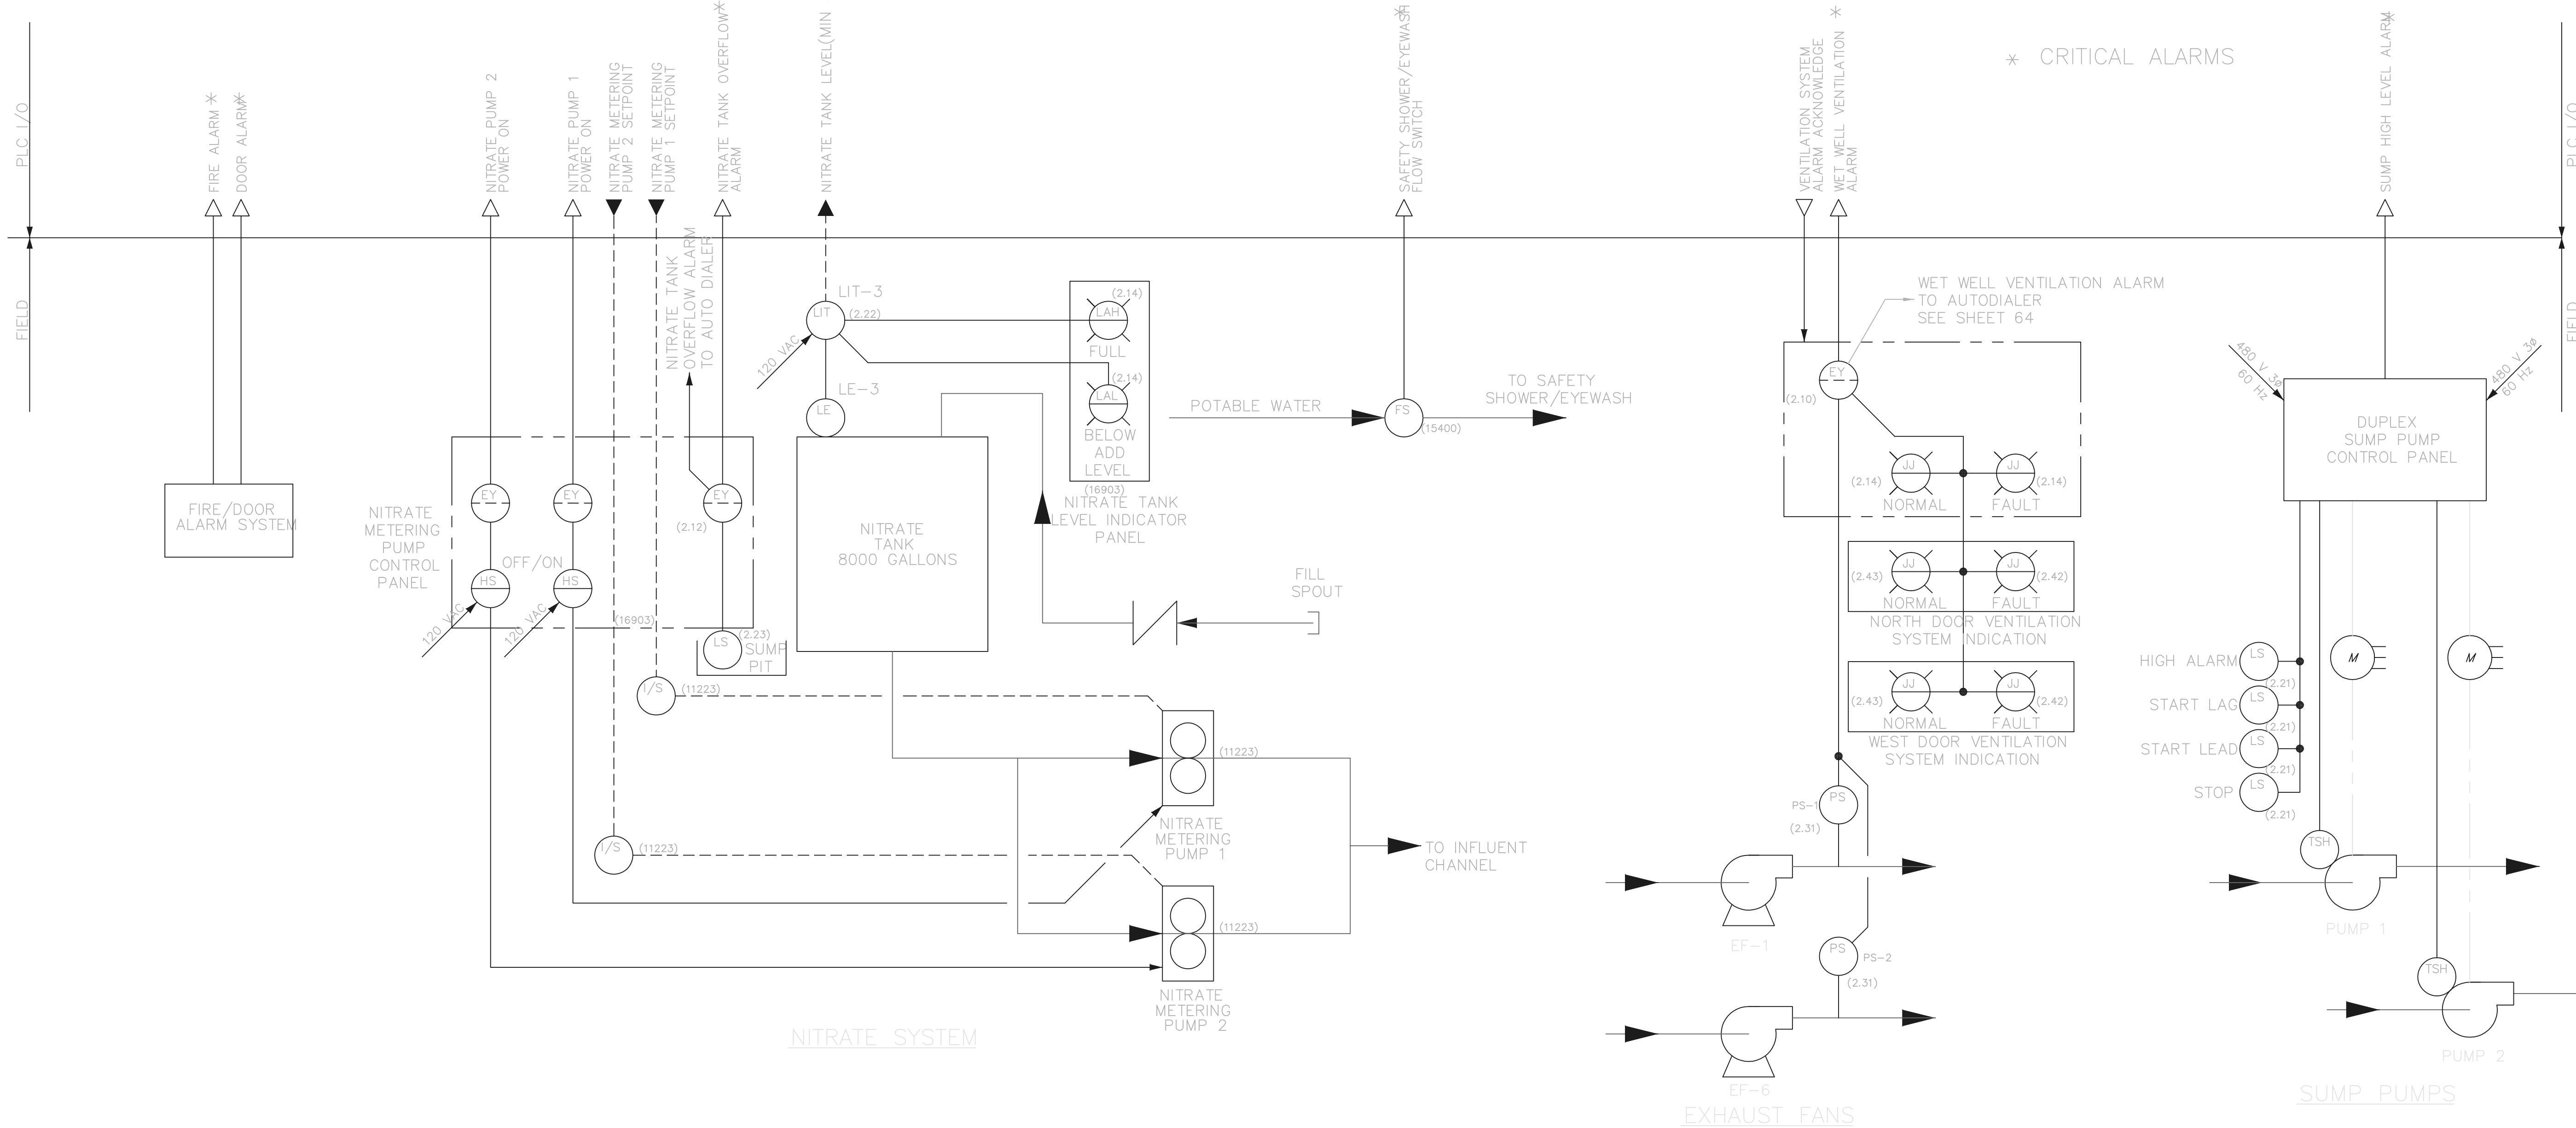 PLC I/O
FIELD
FIRE ALARM *
DOOR ALARM*
NITRATE PUMP 2
POWER ON
NITRATE PUMP 1
POWER ON
NITRATE METERING
PUMP 2 SETPOINT
NITRATE METERING
PUMP 1 SETPOINT
NITRATE TANK OVERFLOW*
ALARM
NITRATE TANK LEVEL(MIN
SAFETY SHOWER/EYEWASH*
FLOW SWITCH
VENTILATION SYSTEM
ALARM ACKNOWLEDGE
WET WELL VENTILATION *
ALARM
* CRITICAL ALARMS
SUMP HIGH LEVEL ALARM*
PLC I/O
FIELD
FIRE/DOOR
ALARM SYSTEM
NITRATE
METERING
PUMP
CONTROL
PANEL
EY
EY
EY
(2.12)
OFF/ON
HS
HS
120 VAC
120 VAC
(16903)
LS
(2.23)
SUMP
PIT
NITRATE TANK
OVERFLOW ALARM
TO AUTO DIALER
I/S
(11223)
I/S
(11223)
LIT-3
LIT
(2.22)
120 VAC
LE-3
LE
NITRATE
TANK
8000 GALLONS
(2.14)
LAH
FULL
(2.14)
LAL
BELOW
ADD
LEVEL
(16903)
NITRATE TANK
LEVEL INDICATOR
PANEL
FILL
SPOUT
(11223)
NITRATE
METERING
PUMP 1
(11223)
NITRATE
METERING
PUMP 2
TO INFLUENT
CHANNEL
NITRATE SYSTEM
POTABLE WATER
FS
(15400)
TO SAFETY
SHOWER/EYEWASH
WET WELL VENTILATION ALARM
TO AUTODIALER
SEE SHEET 64
EY
(2.10)
JJ
JJ
(2.14)
(2.14)
NORMAL
FAULT
JJ
JJ
(2.43)
(2.42)
NORMAL
FAULT
NORTH DOOR VENTILATION
SYSTEM INDICATION
JJ
JJ
(2.43)
(2.42)
NORMAL
FAULT
WEST DOOR VENTILATION
SYSTEM INDICATION
PS-1
PS
(2.31)
EF-1
PS
PS-2
(2.31)
EF-6
EXHAUST FANS
480 V 3ø
60 Hz
480 V 3ø
60 Hz
DUPLEX
SUMP PUMP
CONTROL PANEL
HIGH ALARM
LS
(2.21)
START LAG
LS
(2.21)
START LEAD
LS
(2.21)
STOP
LS
(2.21)
M
M
TSH
PUMP 1
TSH
PUMP 2
SUMP PUMPS